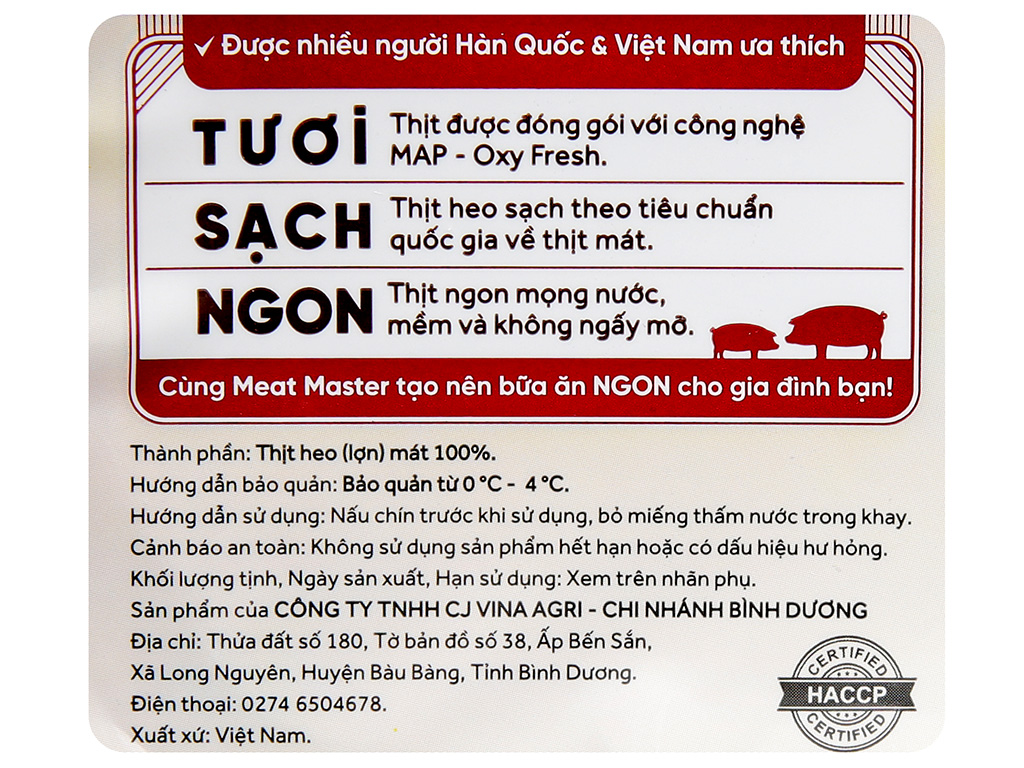 ✓ Được nhiều người Hàn Quốc & Việt Nam ưa thích
TƯƠI
Thịt được đóng gói với công nghệ
MAP - Oxy Fresh.
SẠCH
Thịt heo sạch theo tiêu chuẩn
quốc gia về thịt mát.
NGON
Thịt ngon mọng nước,
mềm và không ngấy mỡ.
Cùng Meat Master tạo nên bữa ăn NGON cho gia đình bạn!
Thành phần: Thịt heo (lợn) mát 100%.
Hướng dẫn bảo quản: Bảo quản từ 0 °C - 4 °C.
Hướng dẫn sử dụng: Nấu chín trước khi sử dụng, bỏ miếng thấm nước trong khay.
Cảnh báo an toàn: Không sử dụng sản phẩm hết hạn hoặc có dấu hiệu hư hỏng.
Khối lượng tịnh, Ngày sản xuất, Hạn sử dụng: Xem trên nhãn phụ.
Sản phẩm của CÔNG TY TNHH CJ VINA AGRI - CHI NHÁNH BÌNH DƯƠNG
Địa chỉ: Thửa đất số 180, Tờ bản đồ số 38, Ấp Bến Sắn,
Xã Long Nguyên, Huyện Bàu Bàng, Tỉnh Bình Dương.
Điện thoại: 0274 6504678.
Xuất xứ: Việt Nam.
CERTIFIED
HACCP
CERTIFIED